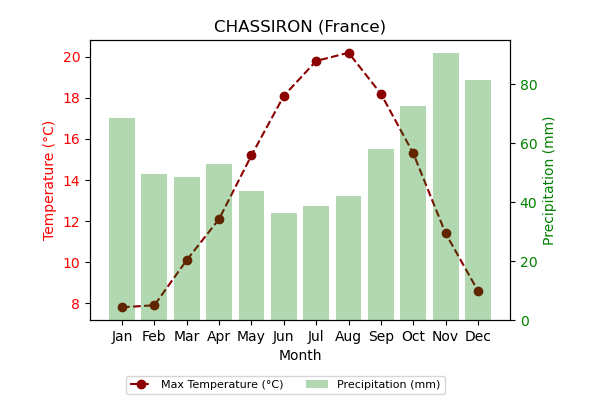 CHASSIRON (France)
20
18
16
14
12
10
8
Temperature (°C)
80
60
40
20
0
Precipitation (mm)
Jan Feb Mar Apr May Jun Jul Aug Sep Oct Nov Dec
Month
Max Temperature (°C) Precipitation (mm)